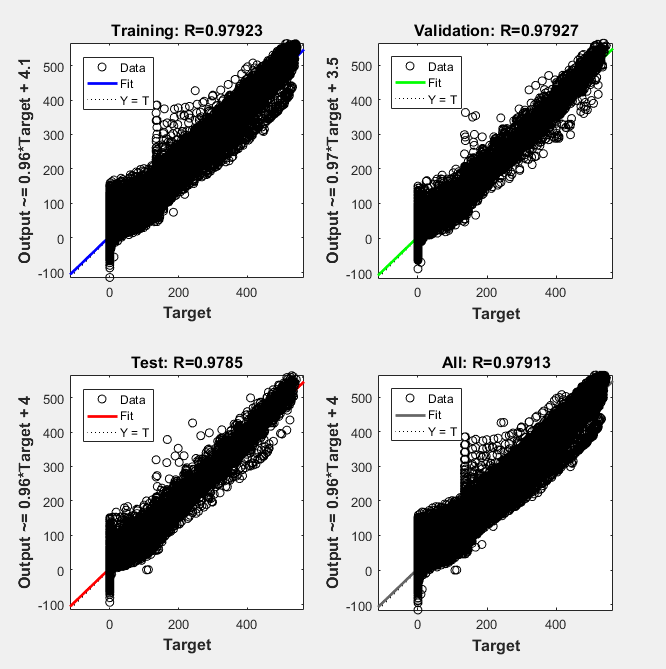 Training: R=0.97923
Output ~= 0.96*Target + 4.1
Data
Fit
Y = T
500
400
300
200
100
0
-100
0 200 400
Target
Validation: R=0.97927
Output ~= 0.97*Target + 3.5
Data
Fit
Y = T
500
400
300
200
100
0
-100
0 200 400
Target
Test: R=0.9785
Output ~= 0.96*Target + 4
Data
Fit
Y = T
500
400
300
200
100
0
-100
0 200 400
Target
All: R=0.97913
Output ~= 0.96*Target + 4
Data
Fit
Y = T
500
400
300
200
100
0
-100
0 200 400
Target